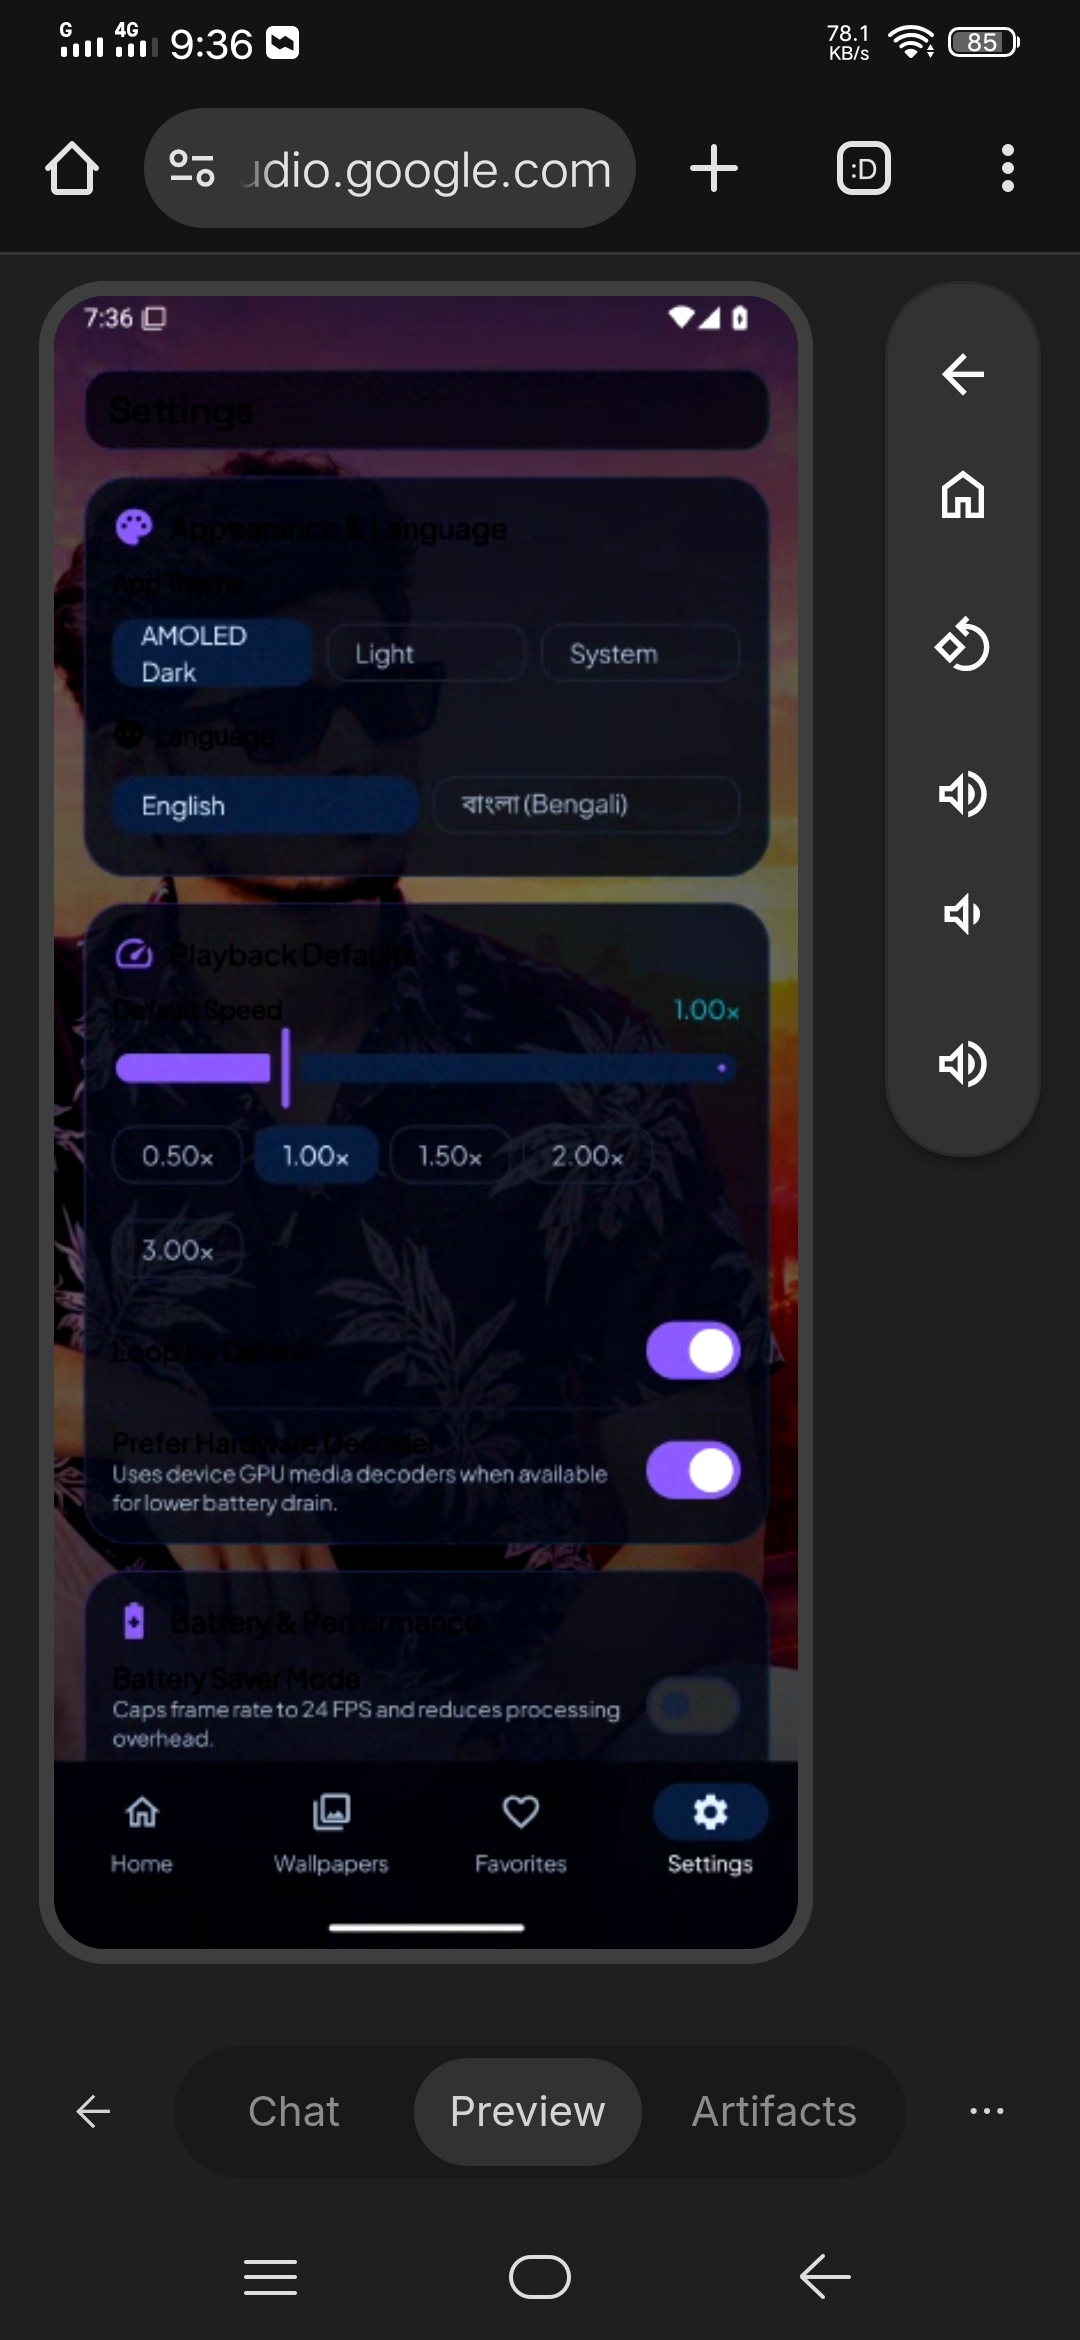 G 4G 9:36 78.1 KB/s 85
udio.google.com :D
7:36
Settings
Appearance & Language
App Theme
AMOLED
Dark
Light
System
Language
English
বাংলা (Bengali)
Playback Defaults
Default Speed
1.00x
0.50x
1.00x
1.50x
2.00x
3.00x
Loop by Default
Prefer Hardware Decoder
Uses device GPU media decoders when available
for lower battery drain.
Battery & Performance
Battery Saver Mode
Caps frame rate to 24 FPS and reduces processing
overhead.
Home
Wallpapers
Favorites
Settings
Chat
Preview
Artifacts